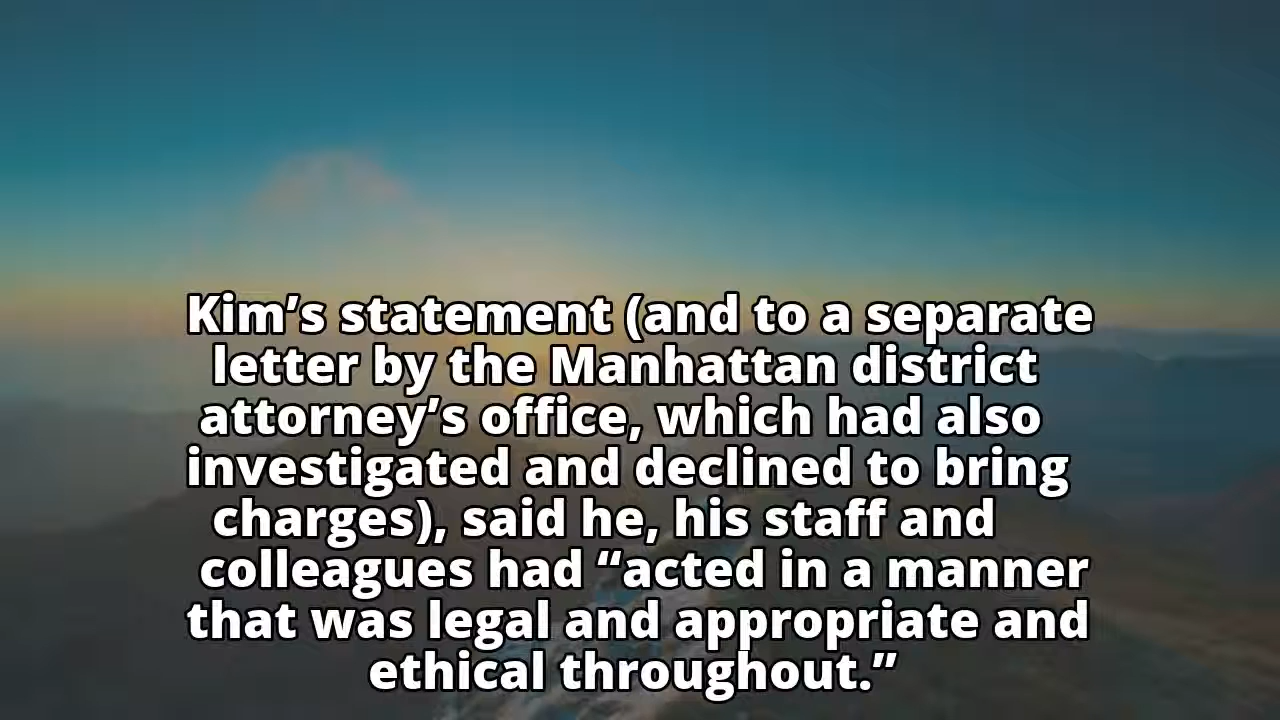 Kim’s statement (and to a separate
letter by the Manhattan district
attorney’s office, which had also
investigated and declined to bring
charges), said he, his staff and
colleagues had “acted in a manner
that was legal and appropriate and
ethical throughout.”